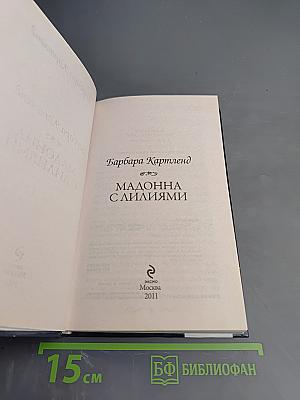 Барбара Картленд
МАДОННА
С ЛИЛИЯМИ
ЭКСМО
Москва
2011
15 см
БФ БИБЛИОФАН